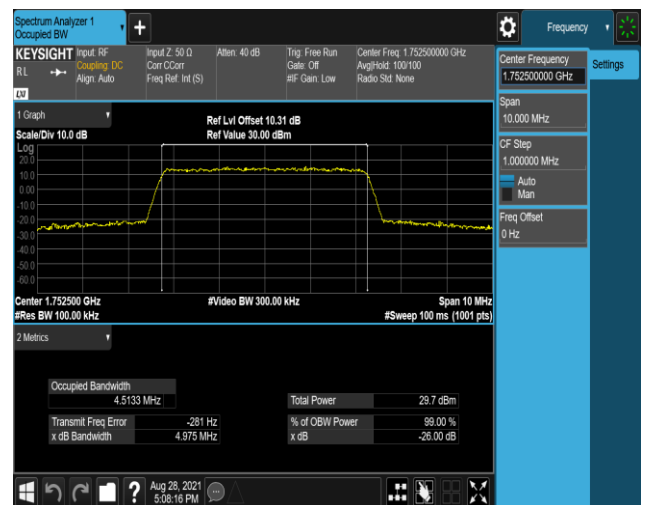 Spectrum Analyzer 1
Occupied BW
+
Frequency
KEYSIGHT
RL
LXI
Input: RF
Coupling: DC
Align: Auto
Input Z: 50 Ω
Corr CCorr
Freq Ref: Int (S)
Atten: 40 dB
Trig: Free Run
Gate: Off
#IF Gain: Low
Center Freq: 1.752500000 GHz
Avg|Hold: 100/100
Radio Std: None
Center Frequency
1.752500000 GHz
Settings
Span
10.000 MHz
CF Step
1.000000 MHz
Auto
Man
Freq Offset
0 Hz
1 Graph
Scale/Div 10.0 dB
Ref Lvl Offset 10.31 dB
Ref Value 30.00 dBm
Log
20.0
10.0
0.00
-10.0
-20.0
-30.0
-40.0
-50.0
-60.0
Center 1.752500 GHz
#Video BW 300.00 kHz
Span 10 MHz
#Res BW 100.00 kHz
#Sweep 100 ms (1001 pts)
2 Metrics
Occupied Bandwidth
4.5133 MHz
Total Power 29.7 dBm
Transmit Freq Error -281 Hz
% of OBW Power 99.00 %
x dB Bandwidth 4.975 MHz
x dB -26.00 dB
?
Aug 28, 2021
5:08:16 PM